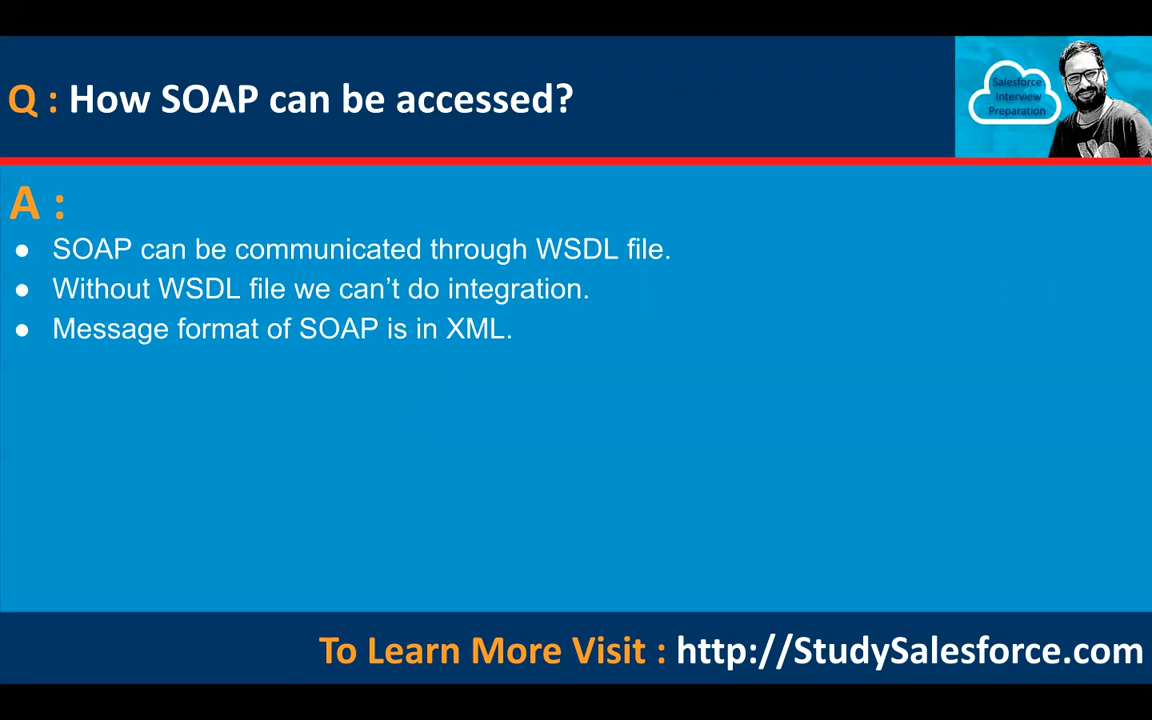 Q : How SOAP can be accessed?
Salesforce
Interview
Preparation
A :
● SOAP can be communicated through WSDL file.
● Without WSDL file we can’t do integration.
● Message format of SOAP is in XML.
To Learn More Visit : http://StudySalesforce.com